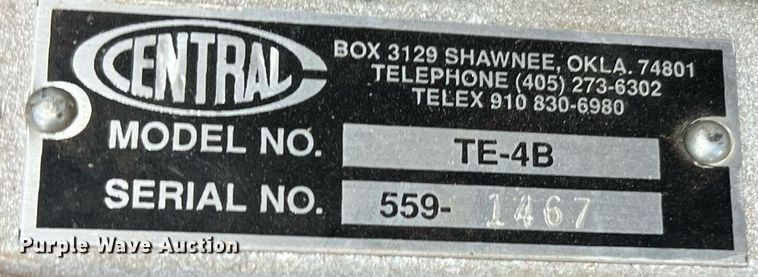 CENTRAL
BOX 3129 SHAWNEE, OKLA. 74801
TELEPHONE (405) 273-6302
TELEX 910 830-6980
MODEL NO. TE-4B
SERIAL NO. 559-1467
Purple Wave Auction